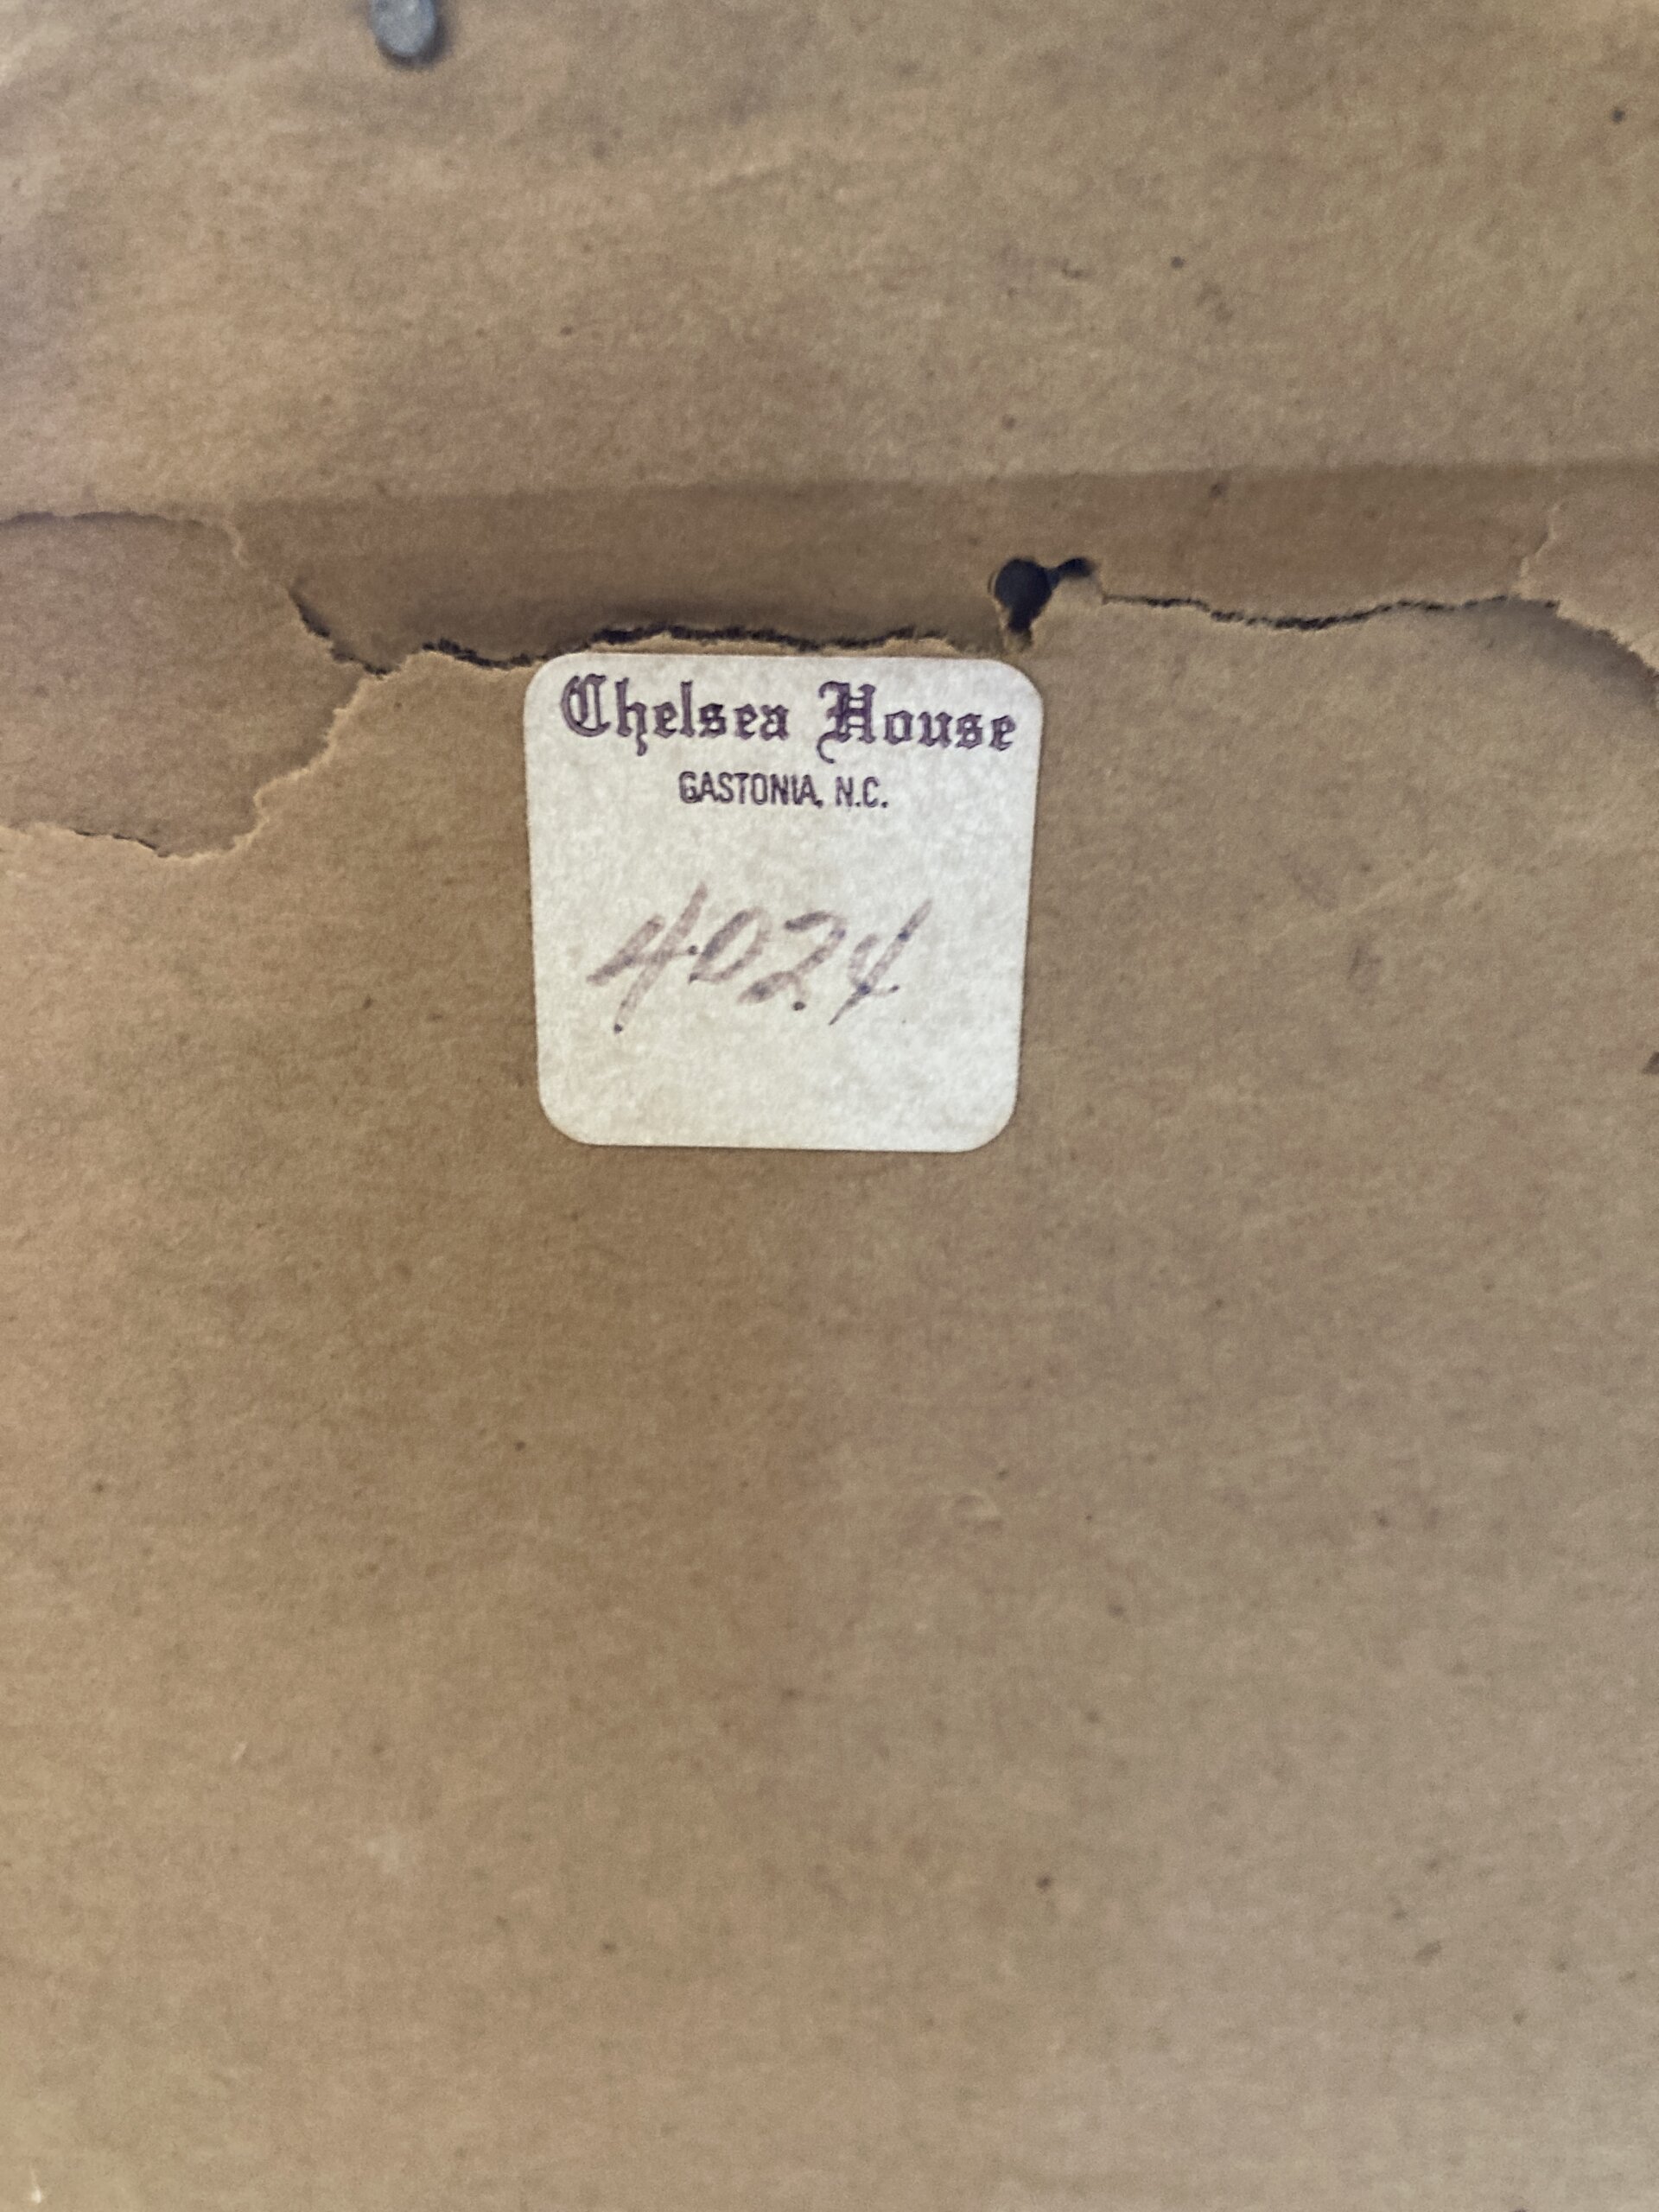 Chelsea House
GASTONIA, N.C.
4024